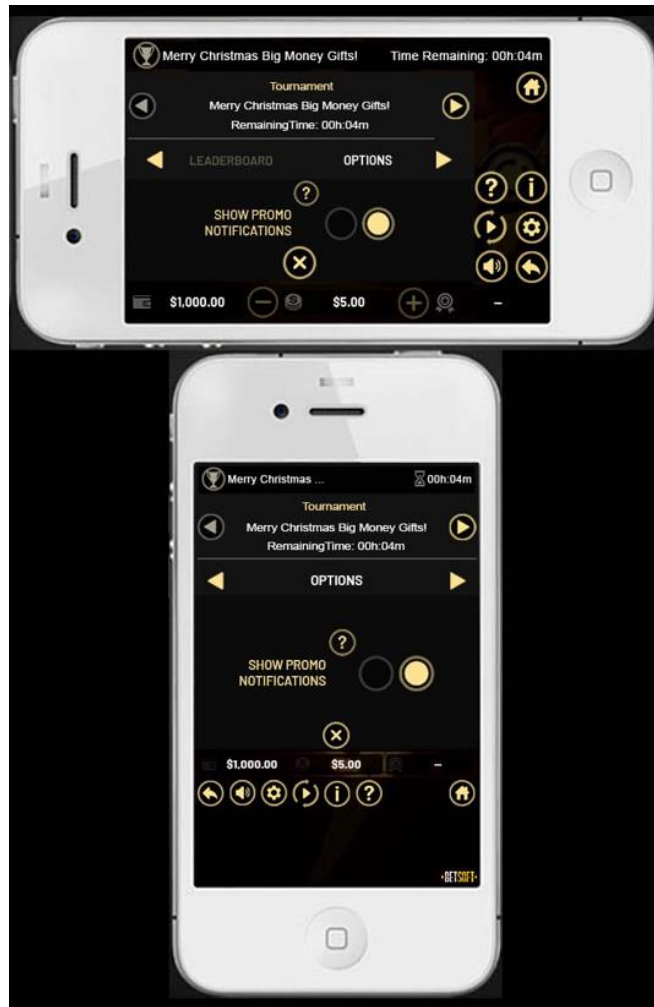 Merry Christmas Big Money Gifts! Time Remaining: 00h:04m
Tournament
Merry Christmas Big Money Gifts!
RemainingTime: 00h:04m
LEADERBOARD OPTIONS
?
SHOW PROMO
NOTIFICATIONS
? i
$1,000.00 $5.00 –
Merry Christmas ... 00h:04m
Tournament
Merry Christmas Big Money Gifts!
RemainingTime: 00h:04m
OPTIONS
?
SHOW PROMO
NOTIFICATIONS
$1,000.00 $5.00 –
i ?
BETSOFT